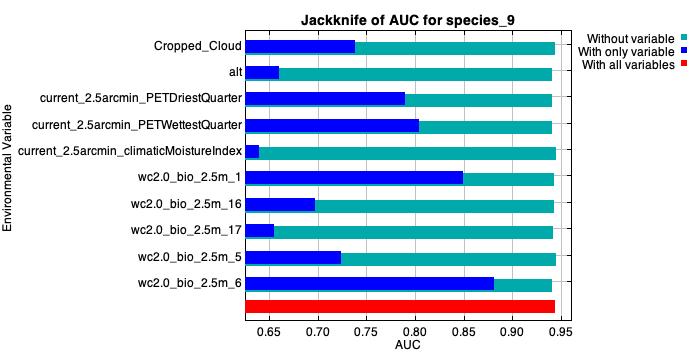 Jackknife of AUC for species_9
Without variable
With only variable
With all variables
Environmental Variable
Cropped_Cloud
alt
current_2.5arcmin_PETDriestQuarter
current_2.5arcmin_PETWettestQuarter
current_2.5arcmin_climaticMoistureIndex
wc2.0_bio_2.5m_1
wc2.0_bio_2.5m_16
wc2.0_bio_2.5m_17
wc2.0_bio_2.5m_5
wc2.0_bio_2.5m_6
0.65 0.70 0.75 0.80 0.85 0.90 0.95
AUC